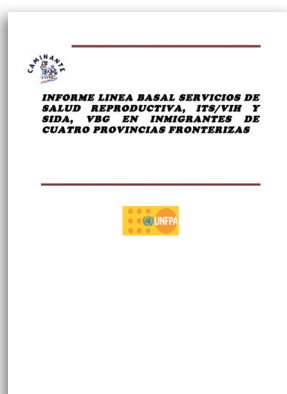 CAMINANTE
INFORME LINEA BASAL SERVICIOS DE
SALUD REPRODUCTIVA, ITS/VIH Y
SIDA, VBG EN INMIGRANTES DE
CUATRO PROVINCIAS FRONTERIZAS
UNFPA